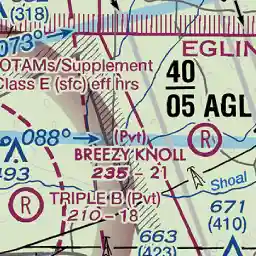 (318)
073°
EGLIN
OTAMs/Supplement
Class E (sfc) eff hrs
40
05 AGL
088°
(Pvt)
R
BREEZY KNOLL
235 - 21
493
Shoal
R
TRIPLE B (Pvt)
210 - 18
671
(410)
663
(423)